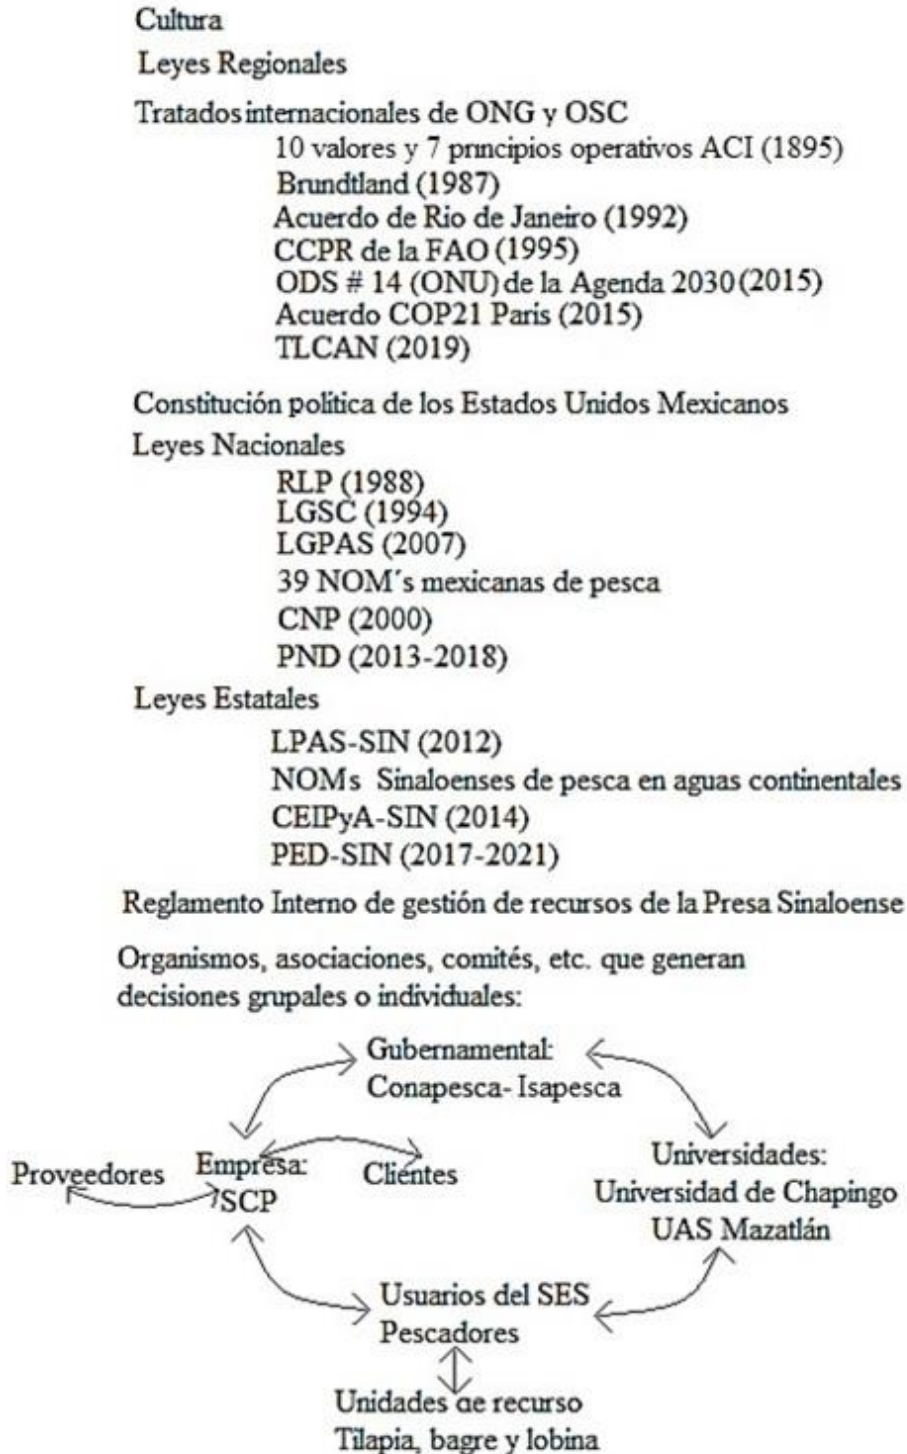 Cultura
Leyes Regionales
Tratados internacionales de ONG y OSC
10 valores y 7 principios operativos ACI (1895)
Brundtland (1987)
Acuerdo de Rio de Janeiro (1992)
CCPR de la FAO (1995)
ODS # 14 (ONU) de la Agenda 2030 (2015)
Acuerdo COP21 Paris (2015)
TLCAN (2019)
Constitución política de los Estados Unidos Mexicanos
Leyes Nacionales
RLP (1988)
LGSC (1994)
LGPAS (2007)
39 NOM´s mexicanas de pesca
CNP (2000)
PND (2013-2018)
Leyes Estatales
LPAS-SIN (2012)
NOMs Sinaloenses de pesca en aguas continentales
CEIPyA-SIN (2014)
PED-SIN (2017-2021)
Reglamento Interno de gestión de recursos de la Presa Sinaloense
Organismos, asociaciones, comités, etc. que generan
decisiones grupales o individuales:
Gubernamental:
Conapesca- Isapesca
Proveedores
Empresa:
SCP
Clientes
Universidades:
Universidad de Chapingo
UAS Mazatlán
Usuarios del SES
Pescadores
Unidades de recurso
Tilapia, bagre y lobina